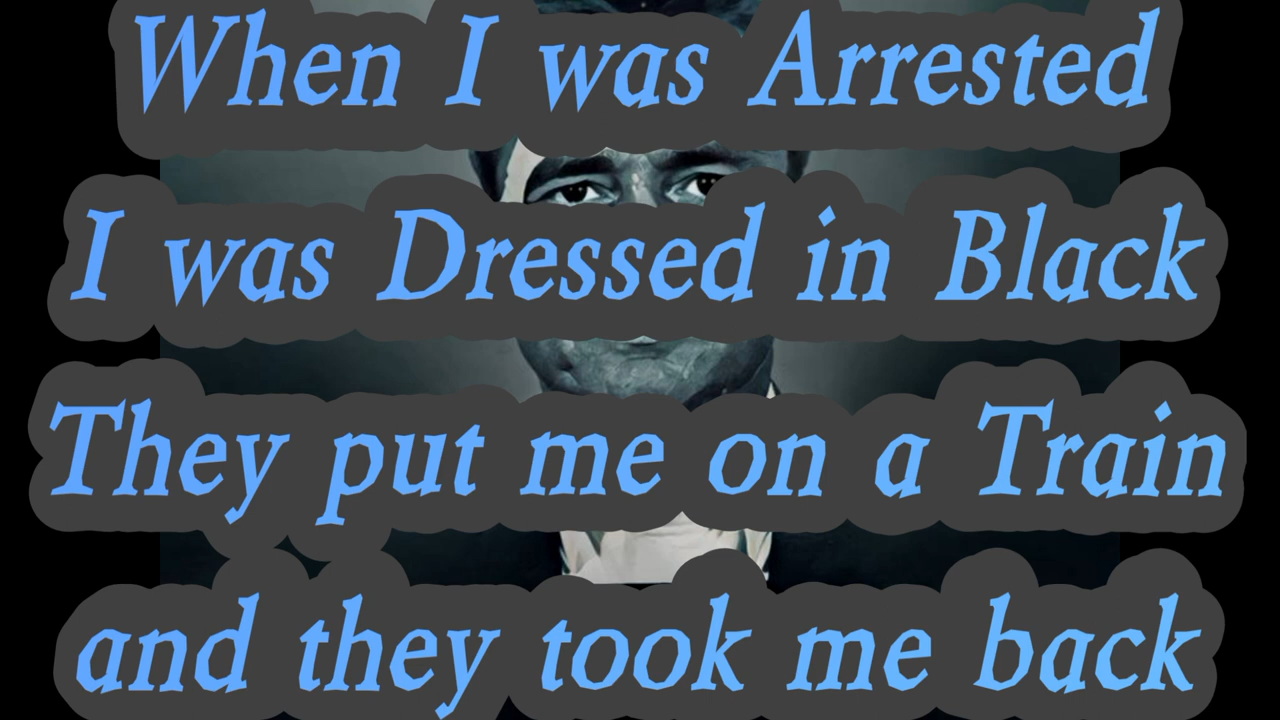 When I was Arrested
I was Dressed in Black
They put me on a Train
and they took me back